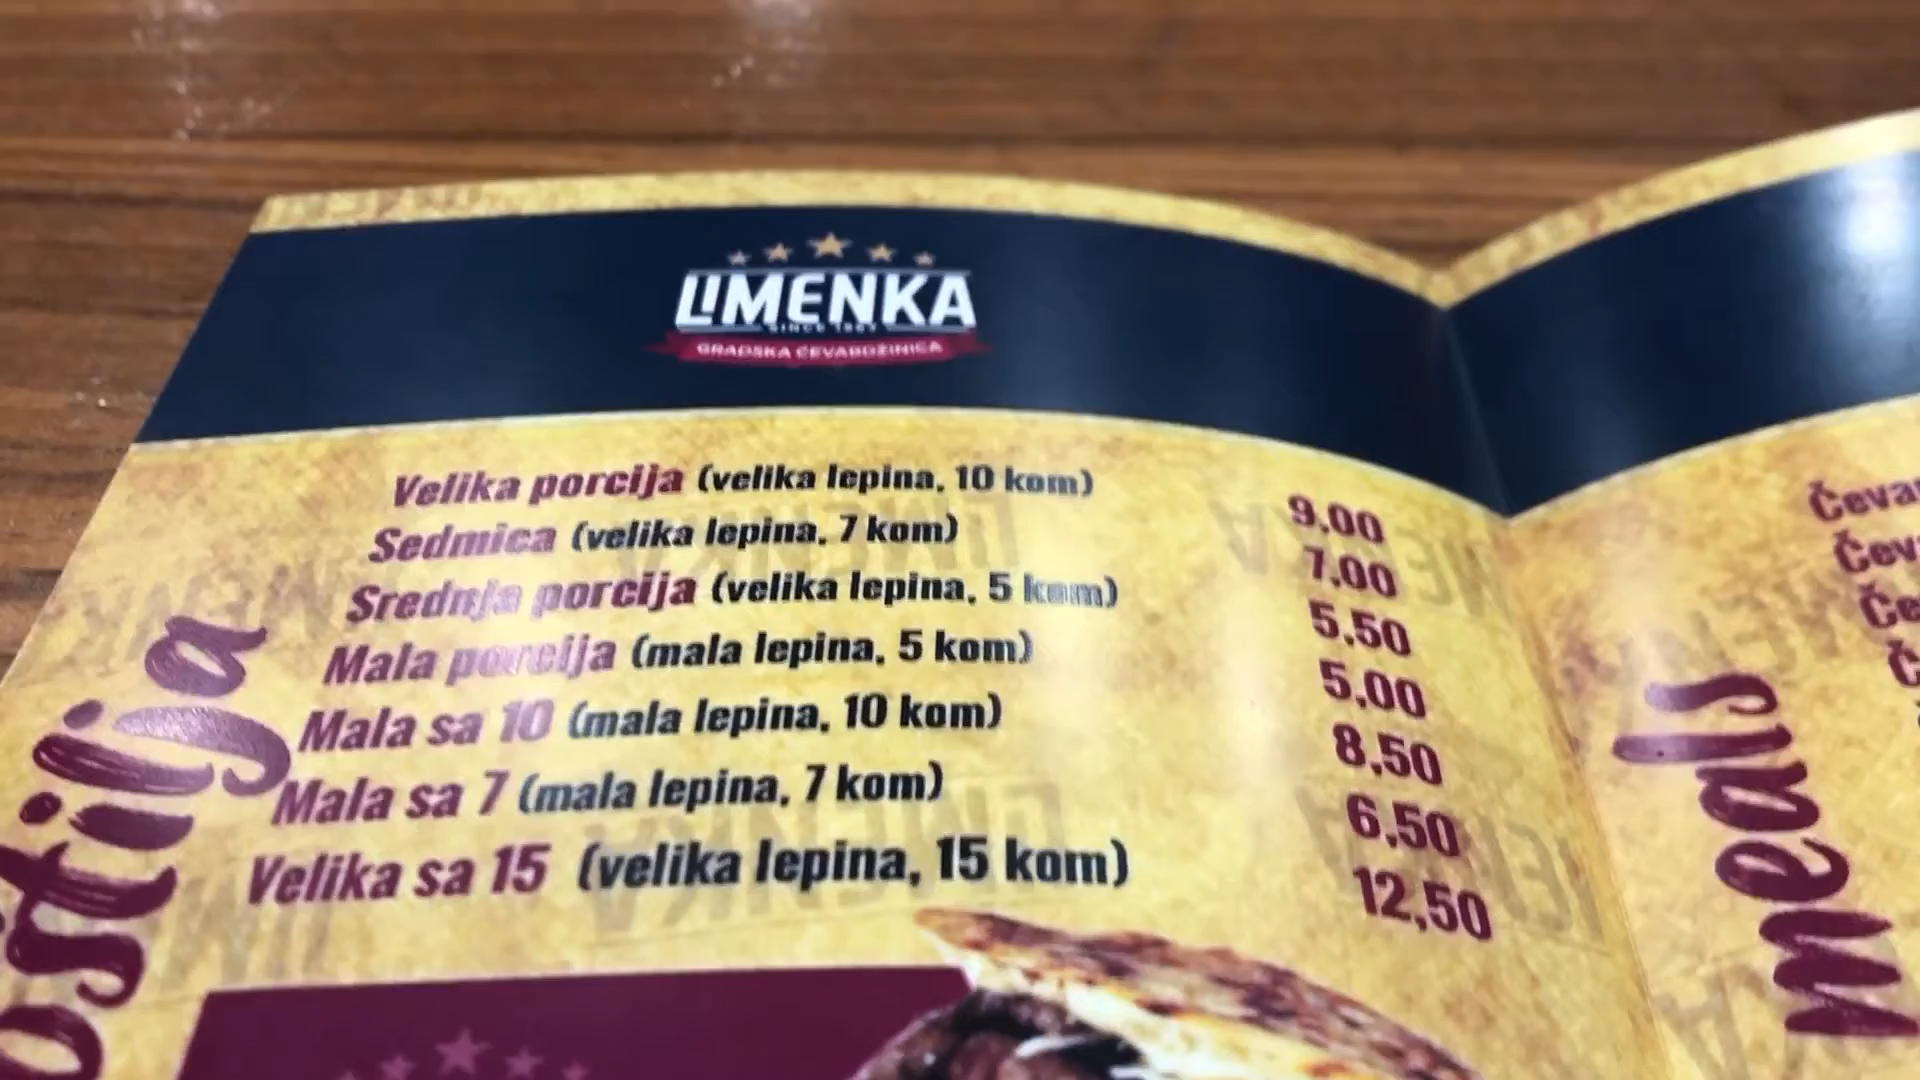 LIMENKA
GRADSKA ĆEVABDŽINICA
Velika porcija (velika lepina, 10 kom) 9.00
Sedmica (velika lepina, 7 kom) 7.00
Srednja porcija (velika lepina, 5 kom) 5.50
Mala porcija (mala lepina, 5 kom) 5.00
Mala sa 10 (mala lepina, 10 kom) 8,50
Mala sa 7 (mala lepina, 7 kom) 6,50
Velika sa 15 (velika lepina, 15 kom) 12,50
meals